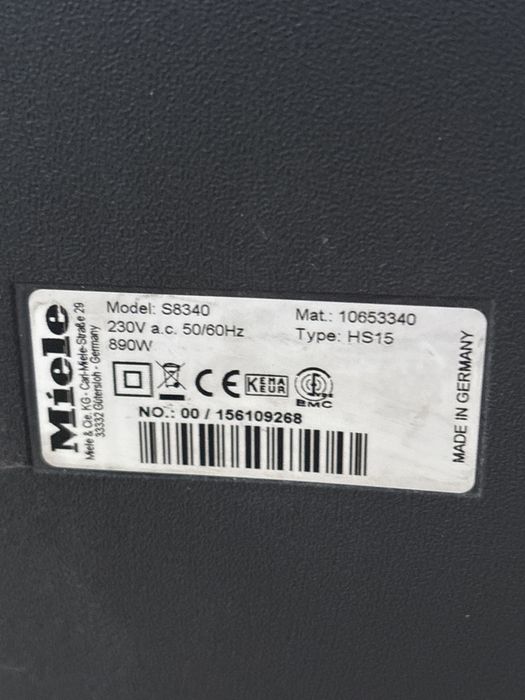 Miele
Miele & Cie. KG - Carl-Miele-Straße 29
33332 Gütersloh - Germany
Model: S8340
230V a.c. 50/60Hz
890W
Mat.: 10653340
Type: HS15
CE
KEMA
KEUR
EMC
NO.: 00 / 156109268
MADE IN GERMANY